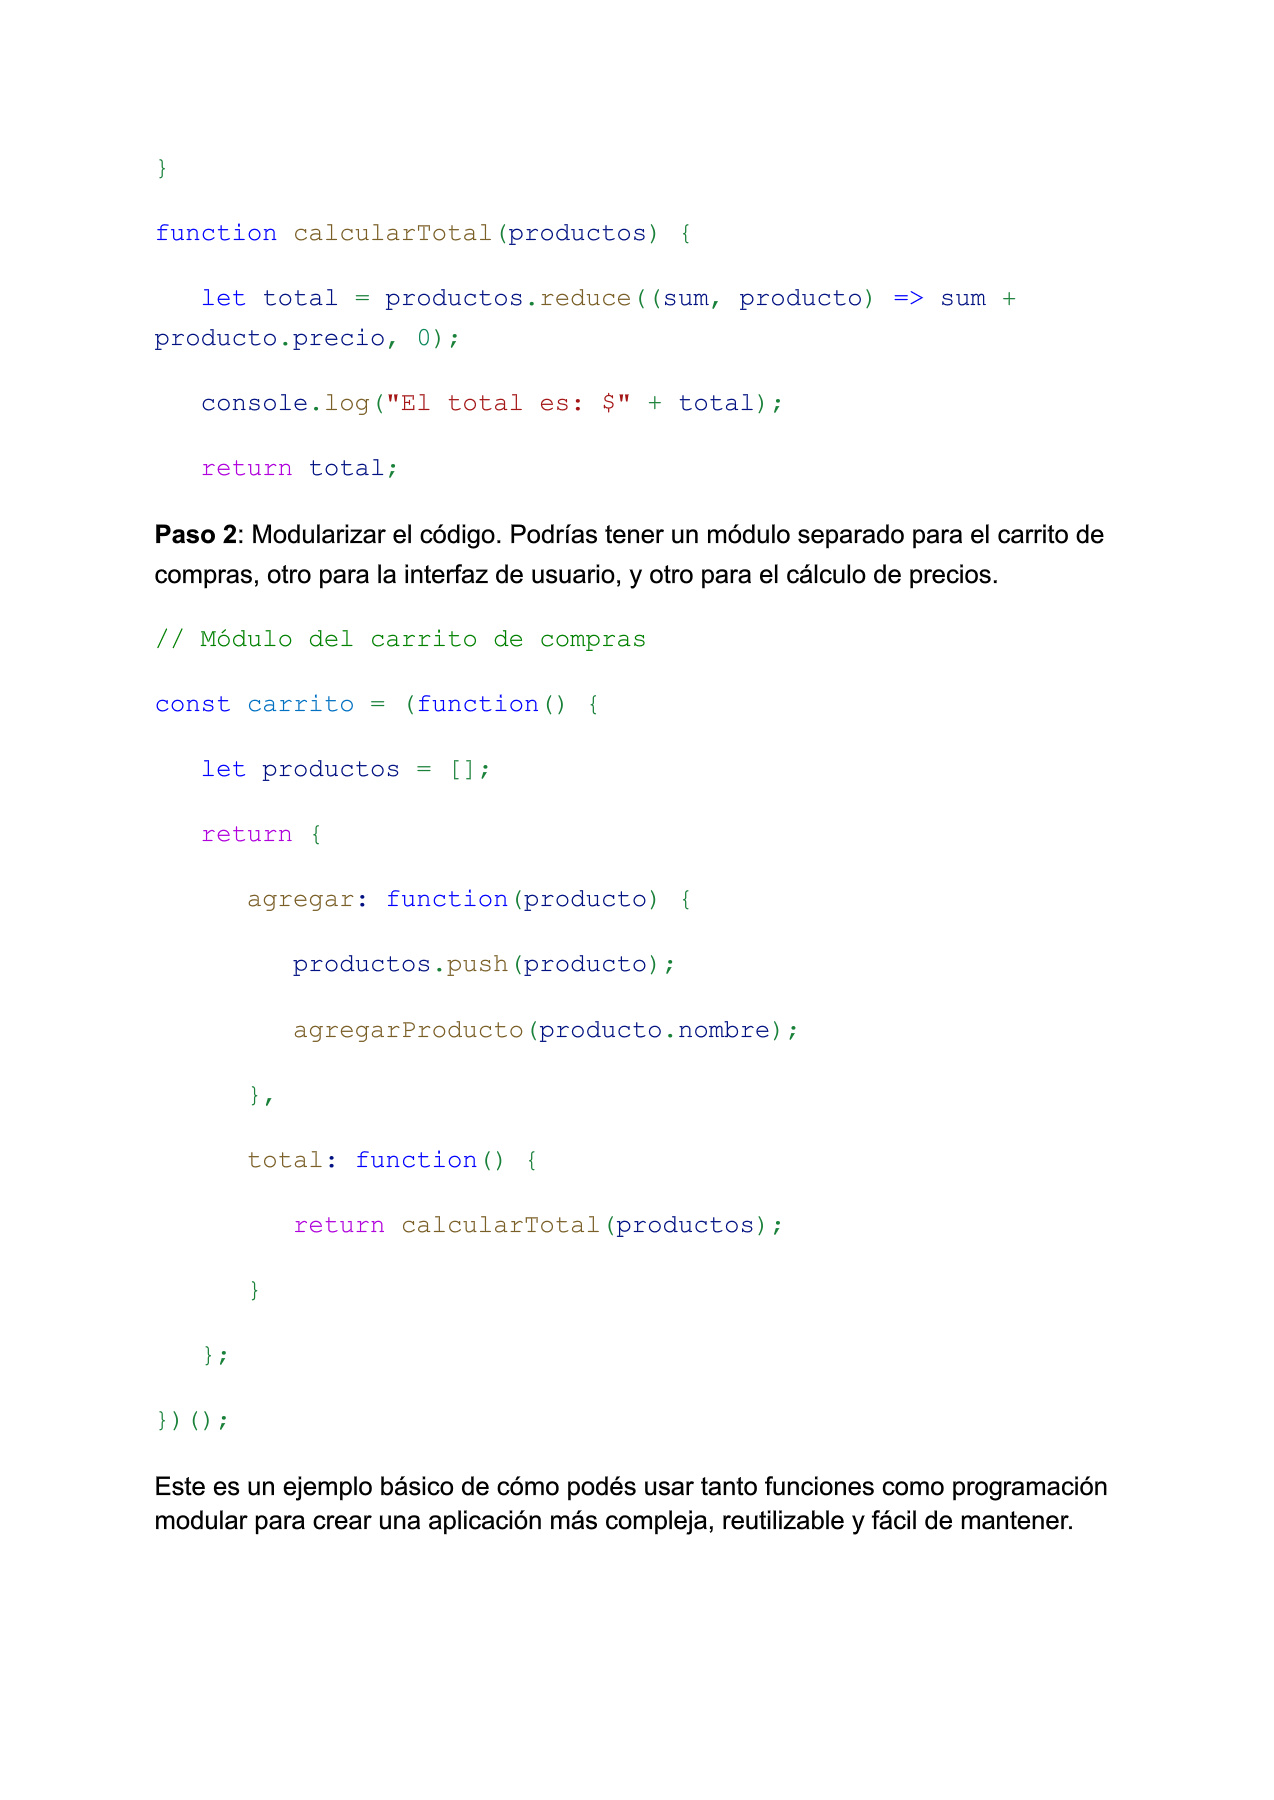 }
function calcularTotal(productos) {
   let total = productos.reduce((sum, producto) => sum +
producto.precio, 0);
   console.log("El total es: $" + total);
   return total;
Paso 2: Modularizar el código. Podrías tener un módulo separado para el carrito de
compras, otro para la interfaz de usuario, y otro para el cálculo de precios.
// Módulo del carrito de compras
const carrito = (function() {
   let productos = [];
   return {
      agregar: function(producto) {
         productos.push(producto);
         agregarProducto(producto.nombre);
      },
      total: function() {
         return calcularTotal(productos);
      }
   };
})();
Este es un ejemplo básico de cómo podés usar tanto funciones como programación
modular para crear una aplicación más compleja, reutilizable y fácil de mantener.